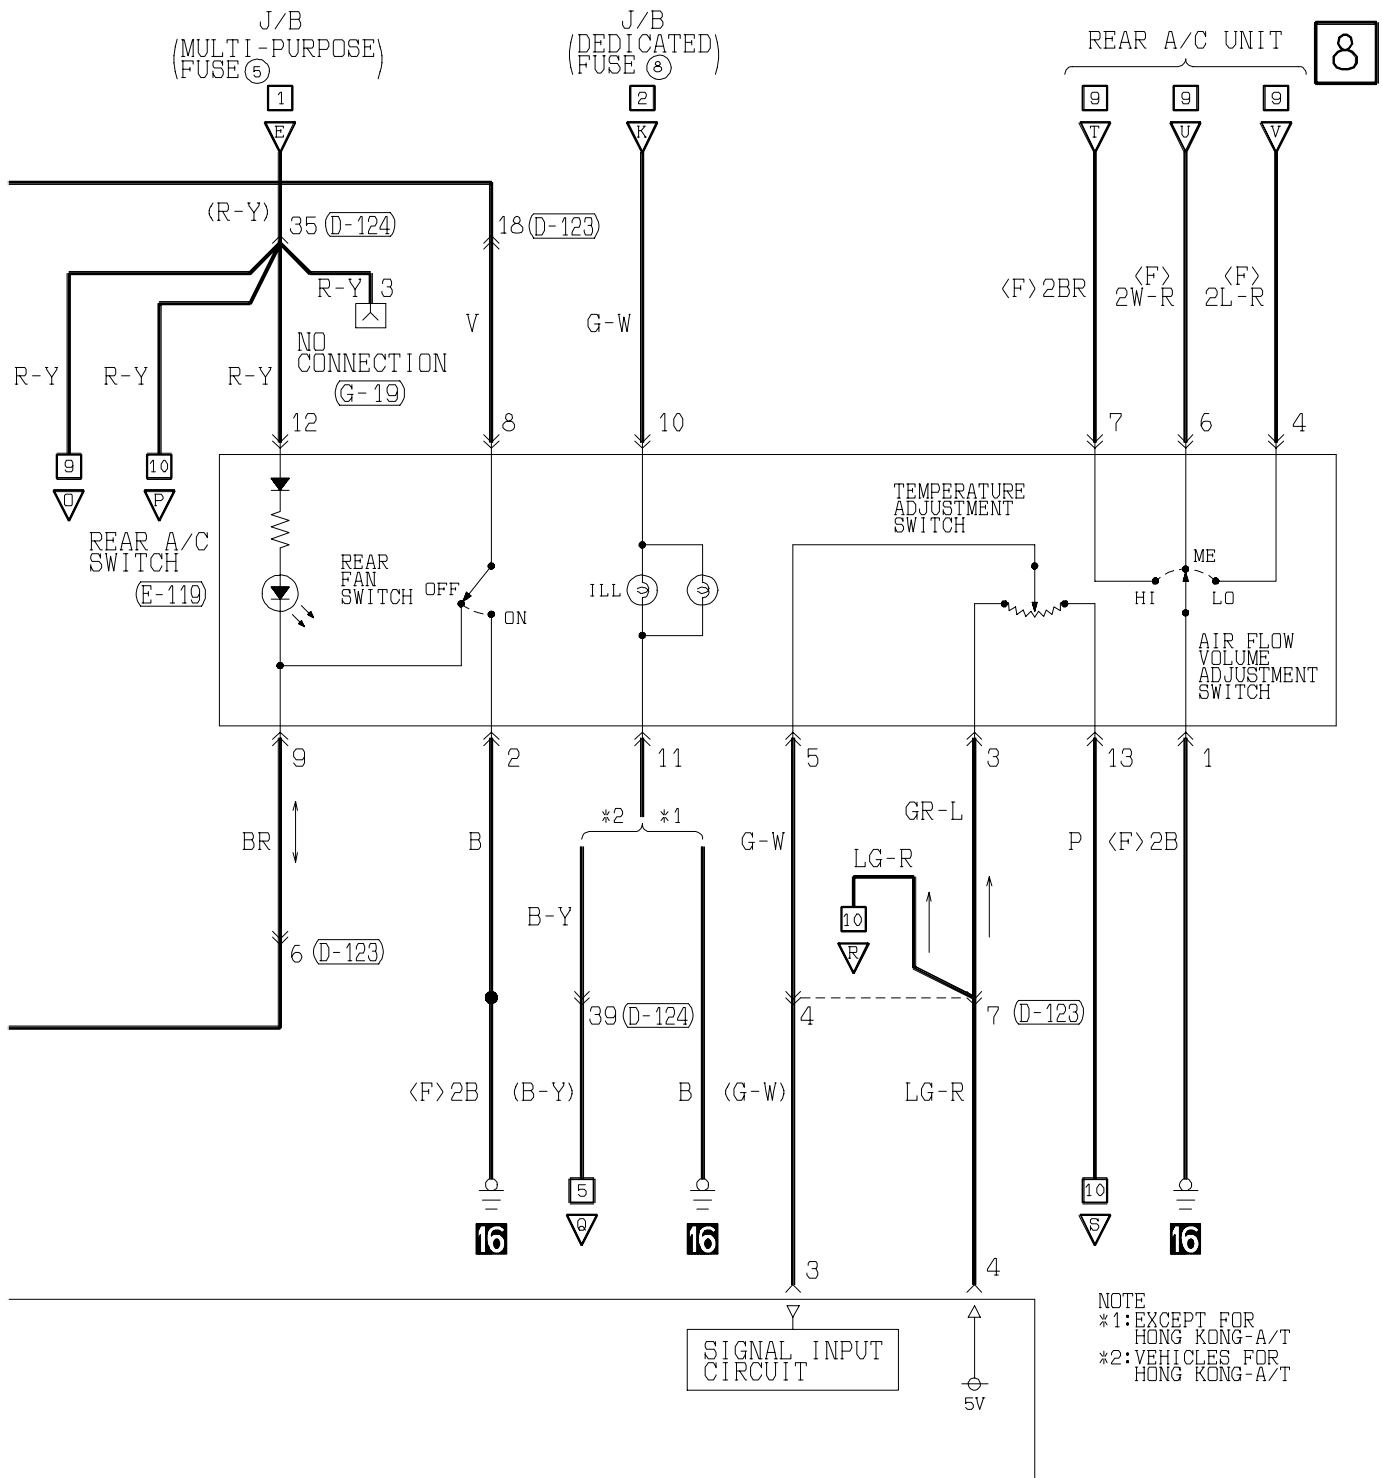 J/B
(MULTI-PURPOSE)
FUSE 5
1
E
J/B
(DEDICATED)
FUSE 8
2
K
REAR A/C UNIT
8
9
T
9
U
9
V
(R-Y)
35 D-124
18 D-123
R-Y 3
<F>2BR
<F>
2W-R
<F>
2L-R
V
G-W
NO
CONNECTION
G-19
R-Y
R-Y
R-Y
12
8
10
7
6
4
9
O
10
P
REAR A/C
SWITCH
E-119
REAR
FAN
SWITCH
OFF
ON
ILL
TEMPERATURE
ADJUSTMENT
SWITCH
ME
HI
LO
AIR FLOW
VOLUME
ADJUSTMENT
SWITCH
9
2
11
5
3
13
1
*2
*1
BR
B
G-W
GR-L
P
<F>2B
LG-R
10
R
B-Y
6 D-123
39 D-124
4
7 D-123
<F>2B
(B-Y)
B
(G-W)
LG-R
16
5
Q
16
10
S
16
3
4
SIGNAL INPUT
CIRCUIT
5V
NOTE
*1:EXCEPT FOR
HONG KONG-A/T
*2:VEHICLES FOR
HONG KONG-A/T